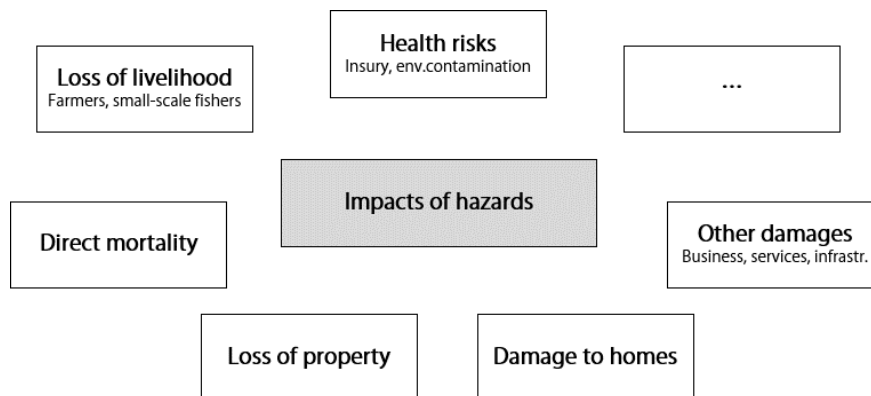 Health risks
Insury, env.contamination
Loss of livelihood
Farmers, small-scale fishers
...
Impacts of hazards
Direct mortality
Other damages
Business, services, infrastr.
Loss of property
Damage to homes